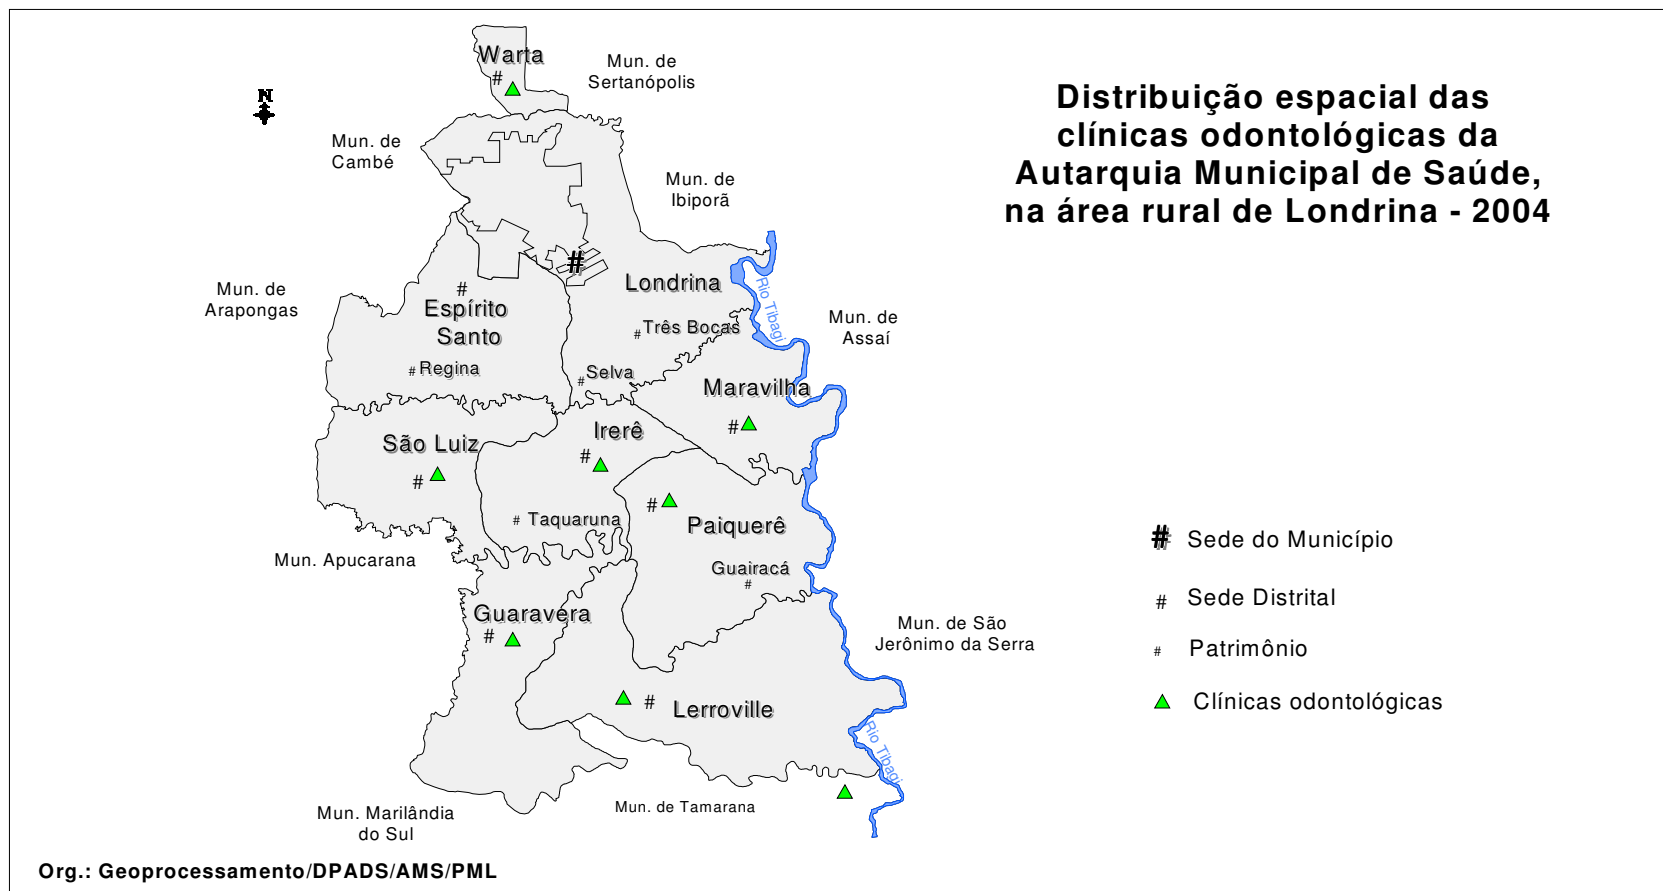 Distribuição espacial das
clínicas odontológicas da
Autarquia Municipal de Saúde,
na área rural de Londrina - 2004
N
Warta
#
Mun. de
Sertanópolis
Mun. de
Cambé
Mun. de
Ibiporã
#
Londrina
Rio Tibagi
Mun. de
Arapongas
#
Espírito
Santo
# Três Bocas
Mun. de
Assaí
# Regina
# Selva
Maravilha
#
São Luiz
#
Irerê
#
#
Paiquerê
# Taquaruna
Mun. Apucarana
Guairacá
#
Guaravera
#
Mun. de São
Jerônimo da Serra
# Lerroville
Rio Tibagi
Mun. de Tamarana
Mun. Marilândia
do Sul
# Sede do Município
# Sede Distrital
# Patrimônio
Clínicas odontológicas
Org.: Geoprocessamento/DPADS/AMS/PML